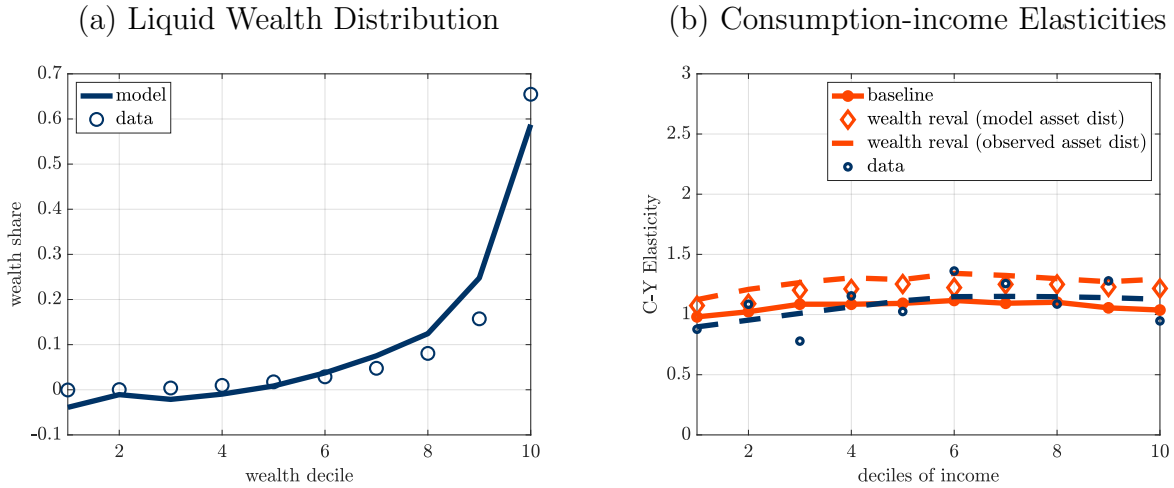 (a) Liquid Wealth Distribution
0.7
0.6
0.5
0.4
0.3
0.2
0.1
0
-0.1
wealth share
model
data
2
4
6
8
10
wealth decile
(b) Consumption-income Elasticities
3
2.5
2
1.5
1
0.5
0
C-Y Elasticity
baseline
wealth reval (model asset dist)
wealth reval (observed asset dist)
data
2
4
6
8
10
deciles of income